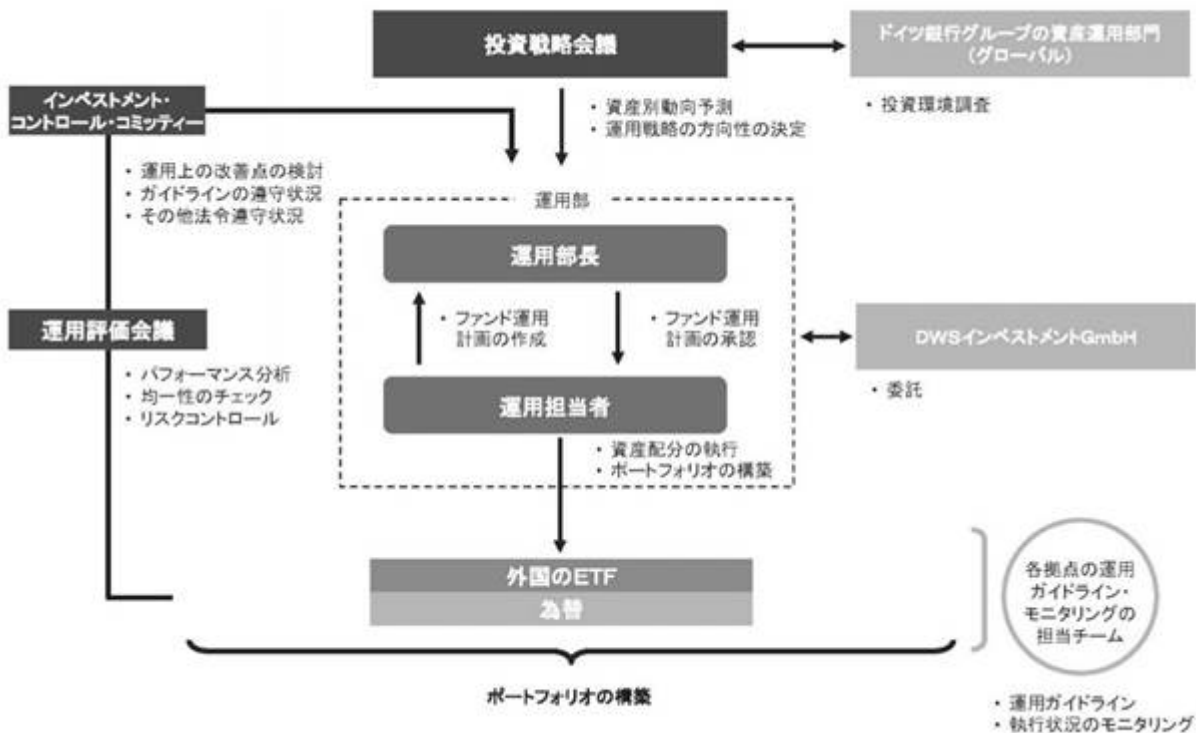 投資戦略会議
ドイツ銀行グループの資産運用部門
(グローバル)
・投資環境調査
インベストメント・
コントロール・コミッティー
・資産別動向予測
・運用戦略の方向性の決定
・運用上の改善点の検討
・ガイドラインの遵守状況
・その他法令遵守状況
運用部
運用部長
・ファンド運用
計画の作成
・ファンド運用
計画の承認
運用評価会議
・パフォーマンス分析
・均一性のチェック
・リスクコントロール
DWSインベストメントGmbH
・委託
運用担当者
・資産配分の執行
・ポートフォリオの構築
外国のETF
為替
各拠点の運用
ガイドライン・
モニタリングの
担当チーム
ポートフォリオの構築
・運用ガイドライン
・執行状況のモニタリング